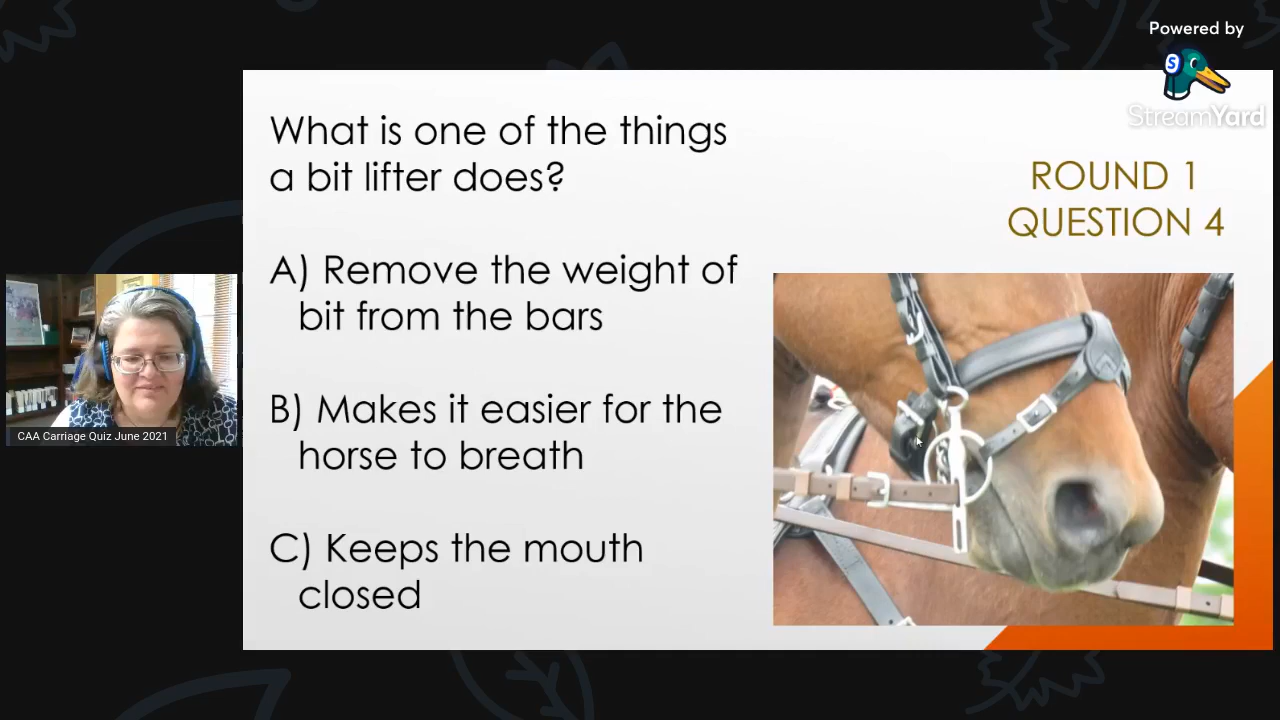 Powered by
StreamYard
What is one of the things
a bit lifter does?
ROUND 1
QUESTION 4
A) Remove the weight of
bit from the bars
B) Makes it easier for the
horse to breath
C) Keeps the mouth
closed
CAA Carriage Quiz June 2021
S